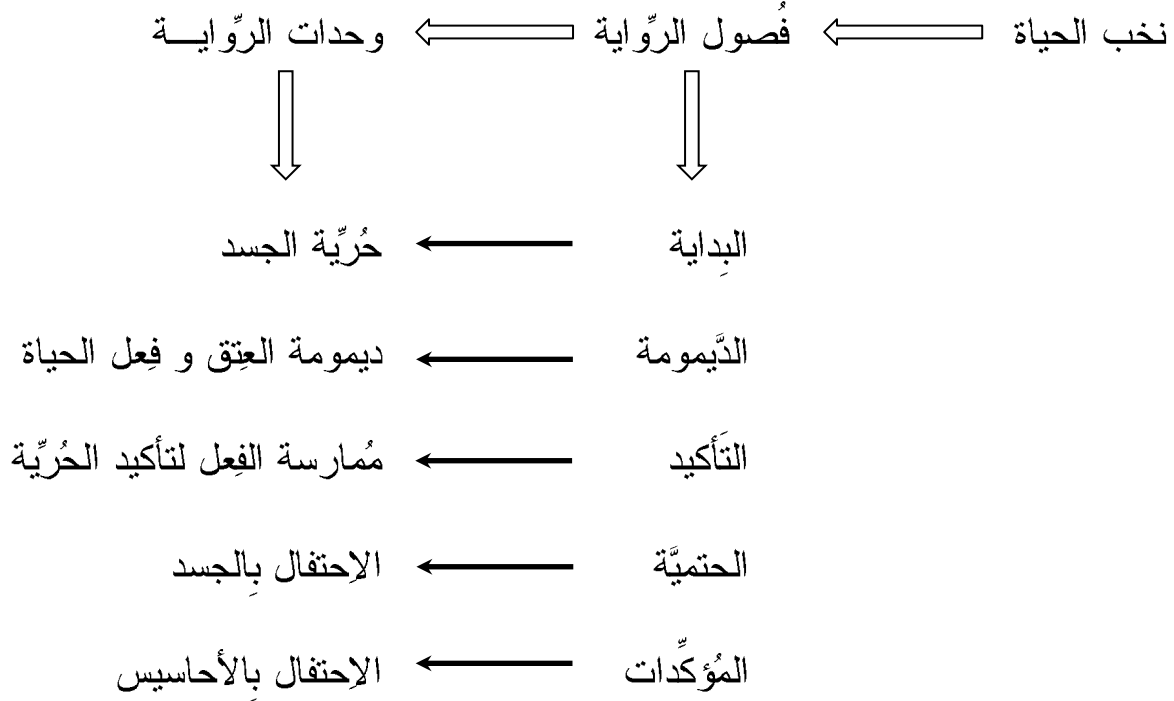 نخب الحياة فُصول الرِّواية وحدات الرِّوايـــة
البِداية حُرِّية الجسد
الدَّيمومة ديمومة العِتق و فِعل الحياة
التَأكيد مُمارسة الفِعل لتأكيد الحُرِّية
الحتميَّة الاِحتفال بِالجسد
المُؤكِّدات الاِحتفال بِالأحاسيس